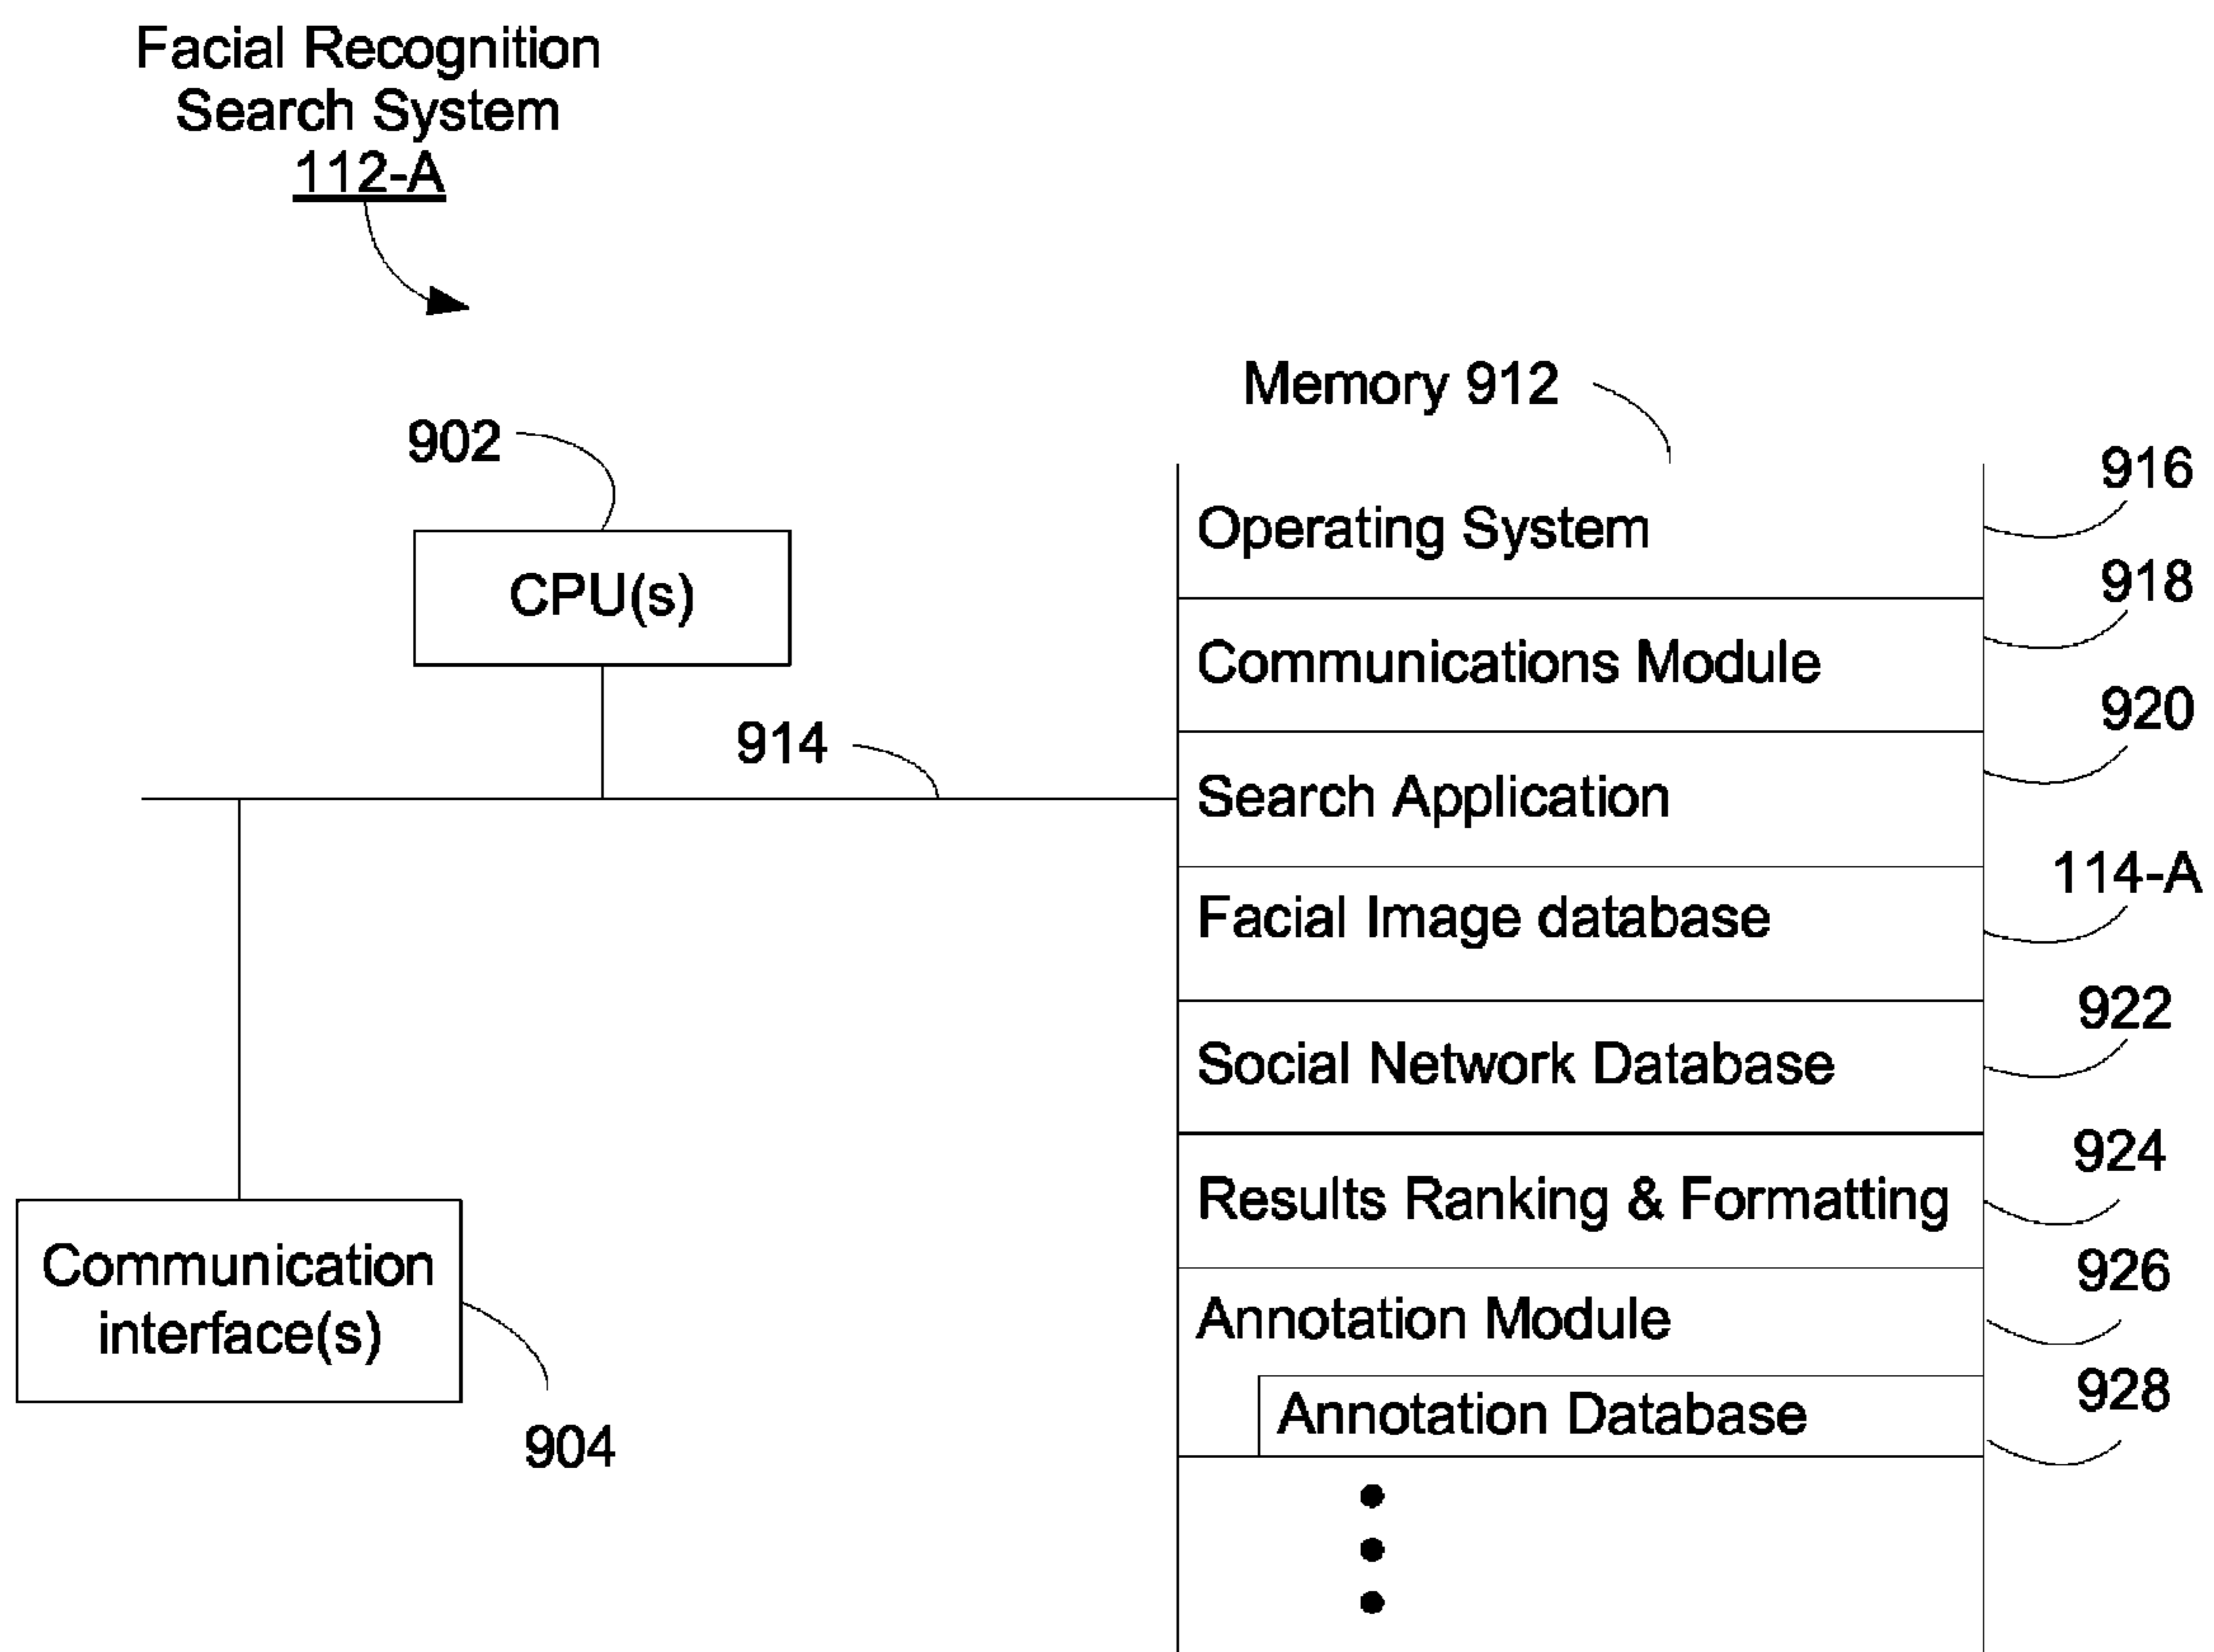 Facial Recognition
Search System
112-A
Memory 912
902
916
Operating System
918
CPU(s)
Communications Module
920
914
Search Application
114-A
Facial Image database
922
Social Network Database
924
Results Ranking & Formatting
926
Communication
interface(s)
Annotation Module
928
Annotation Database
904